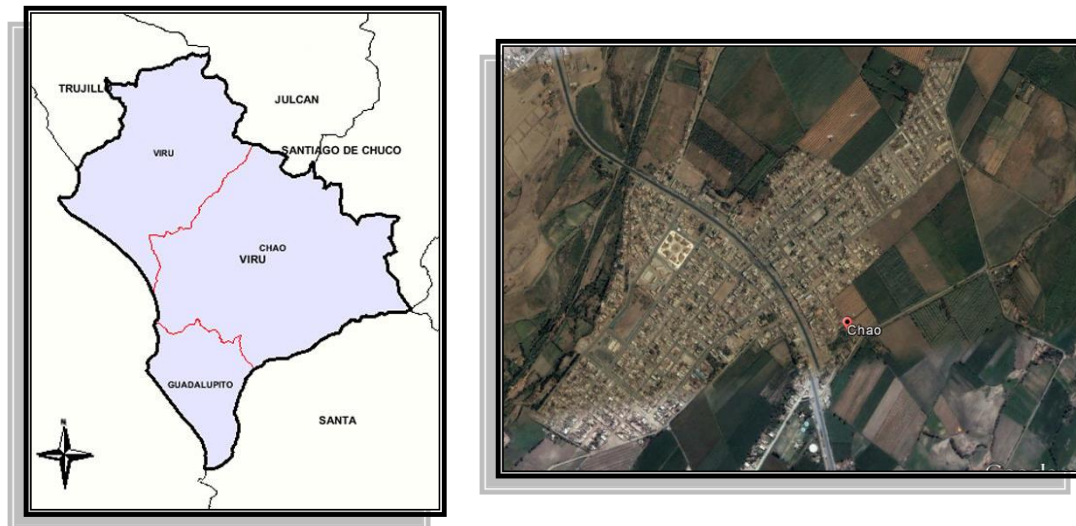 TRUJILLO
JULCAN
VIRU
SANTIAGO DE CHUCO
CHAO
VIRU
GUADALUPITO
SANTA
N
Chao